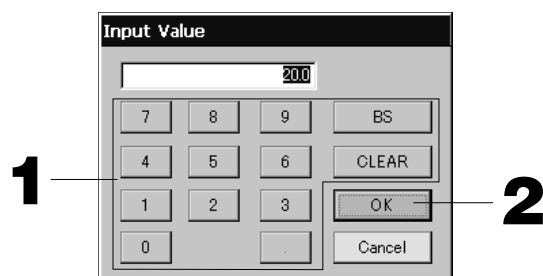 Input Value
20.0
7 8 9 BS
4 5 6 CLEAR
1
1 2 3 OK
2
0 . Cancel